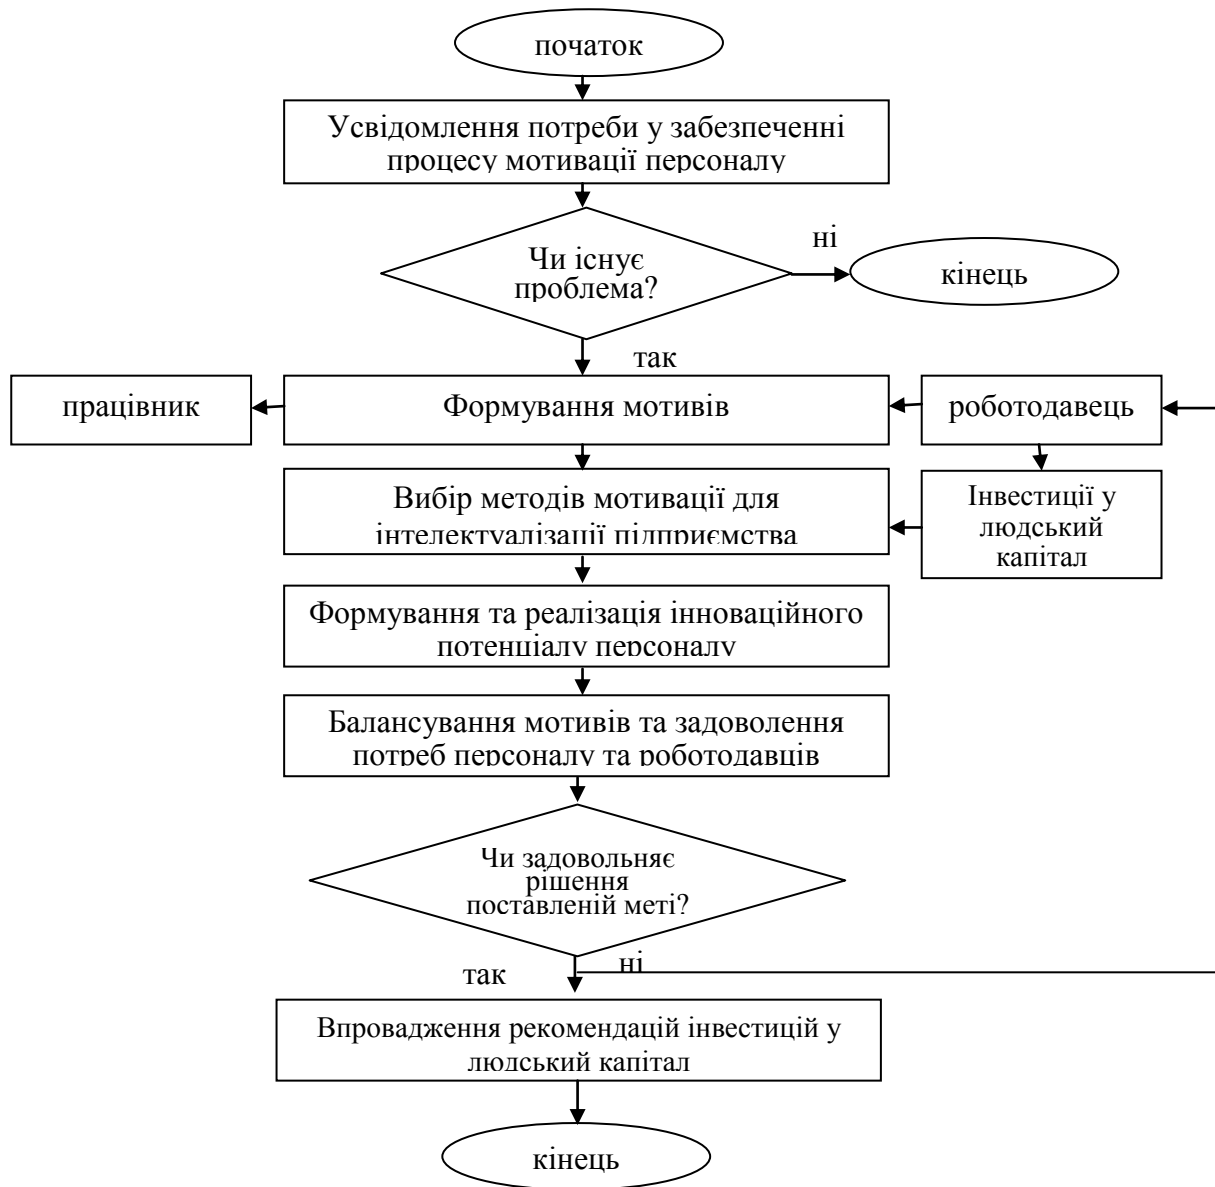 початок
Усвідомлення потреби у забезпеченні
процесу мотивації персоналу
Чи існує
проблема?
ні
кінець
так
працівник
Формування мотивів
роботодавець
Вибір методів мотивації для
інтелектуалізації підприємства
Інвестиції у
людський
капітал
Формування та реалізація інноваційного
потенціалу персоналу
Балансування мотивів та задоволення
потреб персоналу та роботодавців
Чи задовольняє
рішення
поставленій меті?
так
ні
Впровадження рекомендацій інвестицій у
людський капітал
кінець